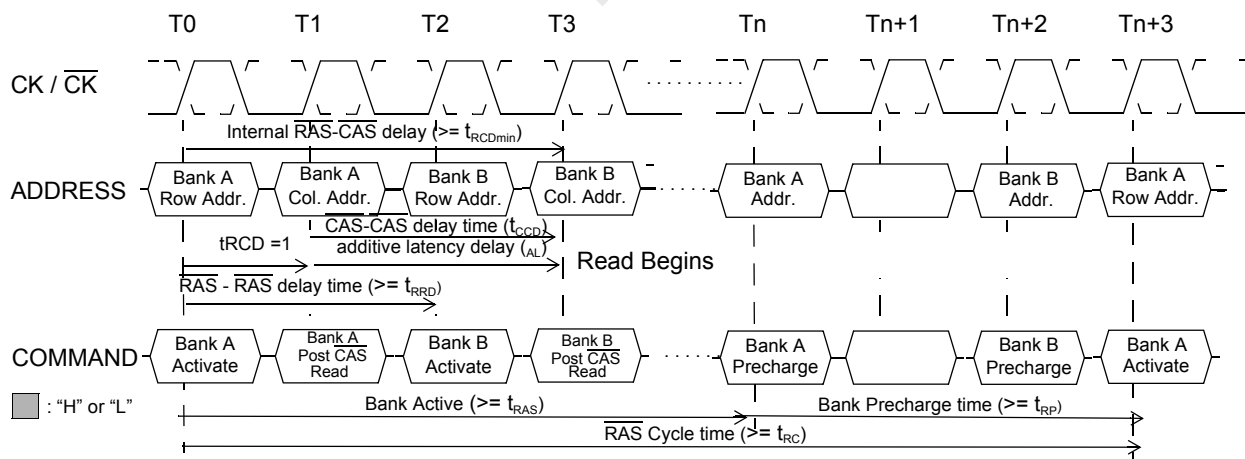 T0 T1 T2 T3 Tn Tn+1 Tn+2 Tn+3
CK / CK
Internal RAS-CAS delay (>= tRCDmin)
ADDRESS
Bank A Row Addr.
Bank A Col. Addr.
Bank B Row Addr.
Bank B Col. Addr.
Bank A Addr.
Bank B Addr.
Bank A Row Addr.
CAS-CAS delay time (tCCD)
tRCD =1
additive latency delay (AL)
Read Begins
RAS - RAS delay time (>= tRRD)
COMMAND
Bank A Activate
Bank A Post CAS Read
Bank B Activate
Bank B Post CAS Read
Bank A Precharge
Bank B Precharge
Bank A Activate
: “H” or “L”
Bank Active (>= tRAS)
Bank Precharge time (>= tRP)
RAS Cycle time (>= tRC)